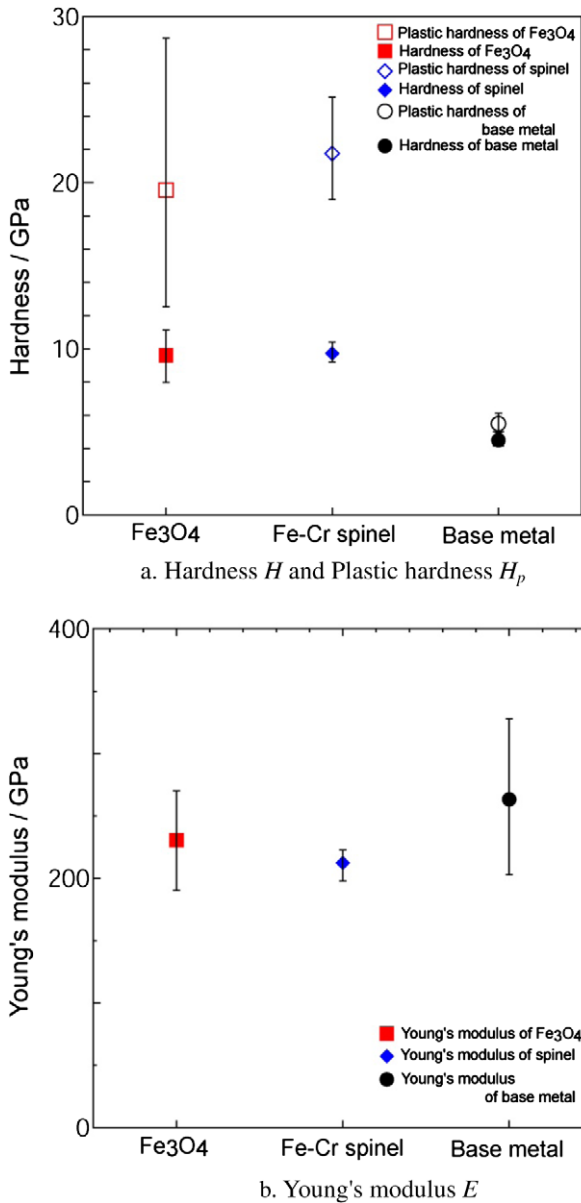 30
20
10
0
Hardness / GPa
Plastic hardness of Fe3O4
Hardness of Fe3O4
Plastic hardness of spinel
Hardness of spinel
Plastic hardness of
base metal
Hardness of base metal
Fe3O4 Fe-Cr spinel Base metal
a. Hardness H and Plastic hardness Hp
400
200
0
Young's modulus / GPa
Young's modulus of Fe3O4
Young's modulus of spinel
Young's modulus
of base metal
Fe3O4 Fe-Cr spinel Base metal
b. Young's modulus E